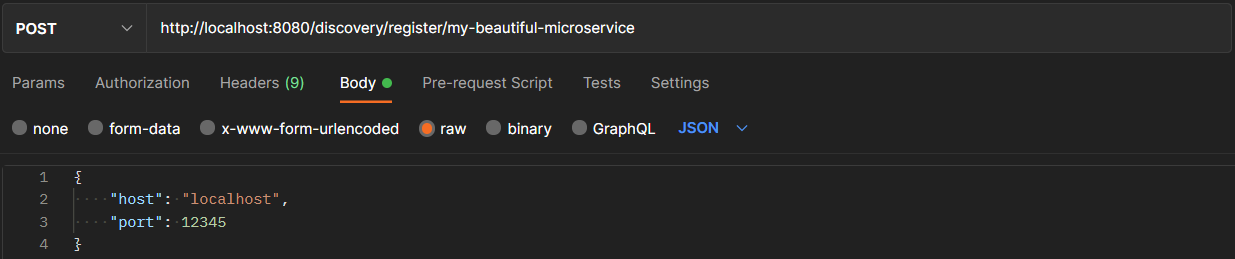 POST http://localhost:8080/discovery/register/my-beautiful-microservice
Params Authorization Headers (9) Body Pre-request Script Tests Settings
none form-data x-www-form-urlencoded raw binary GraphQL JSON
1 {
2 ····"host":·"localhost",
3 ····"port":·12345
4 }